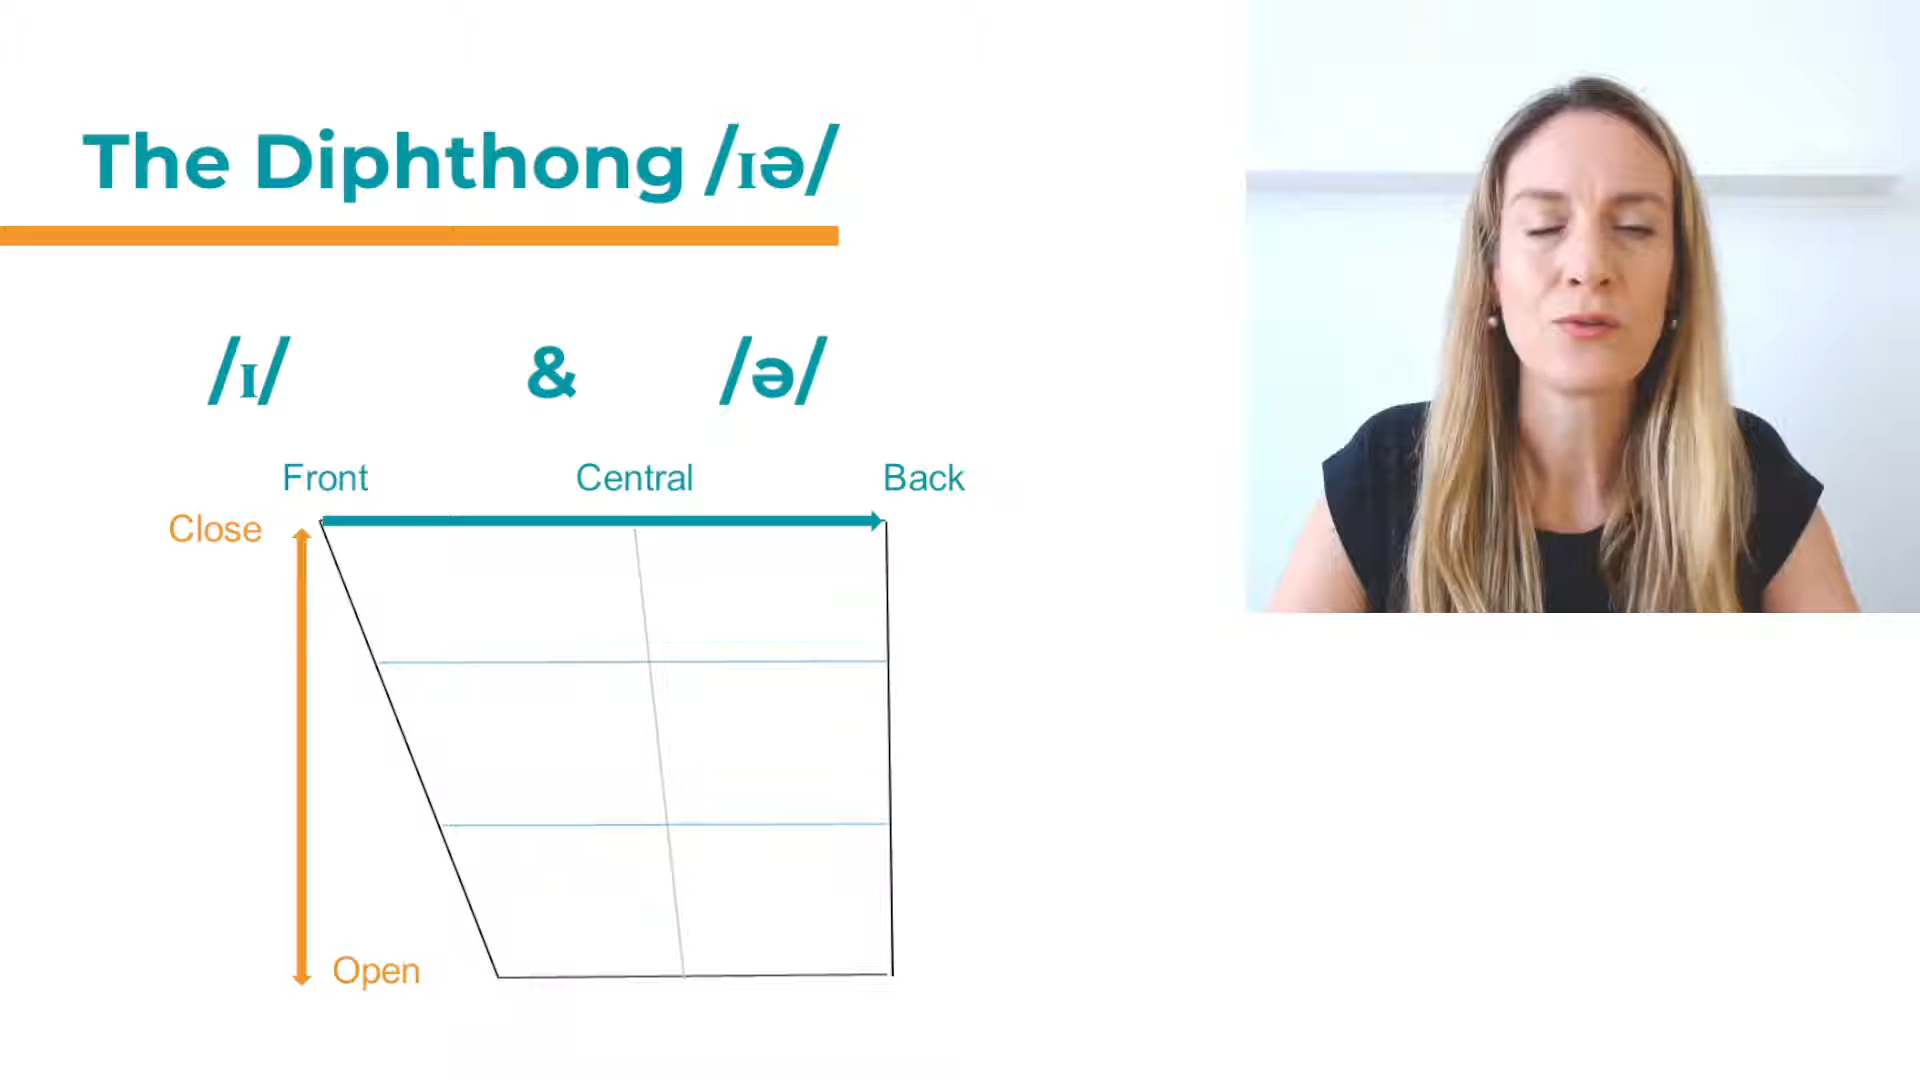 The Diphthong /ɪə/
/ɪ/ & /ə/
Front Central Back
Close
Open